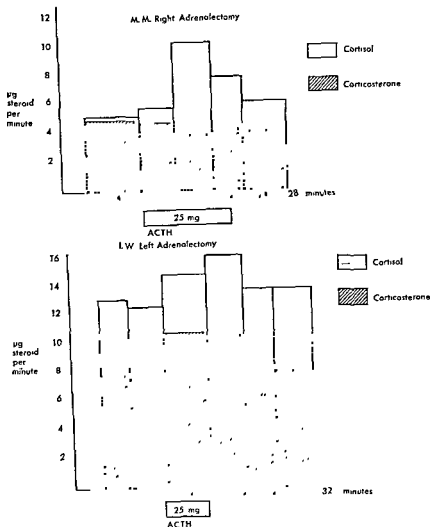 M.M. Right Adrenalectomy
12
10
8
6
4
2
µg
steroid
per
minute
Cortisol
Corticosterone
28 minutes
25 mg
ACTH
I.W Left Adrenalectomy
16
14
12
8
6
4
2
µg
steroid
per
minute
Cortisol
Corticosterone
32 minutes
25 mg
ACTH